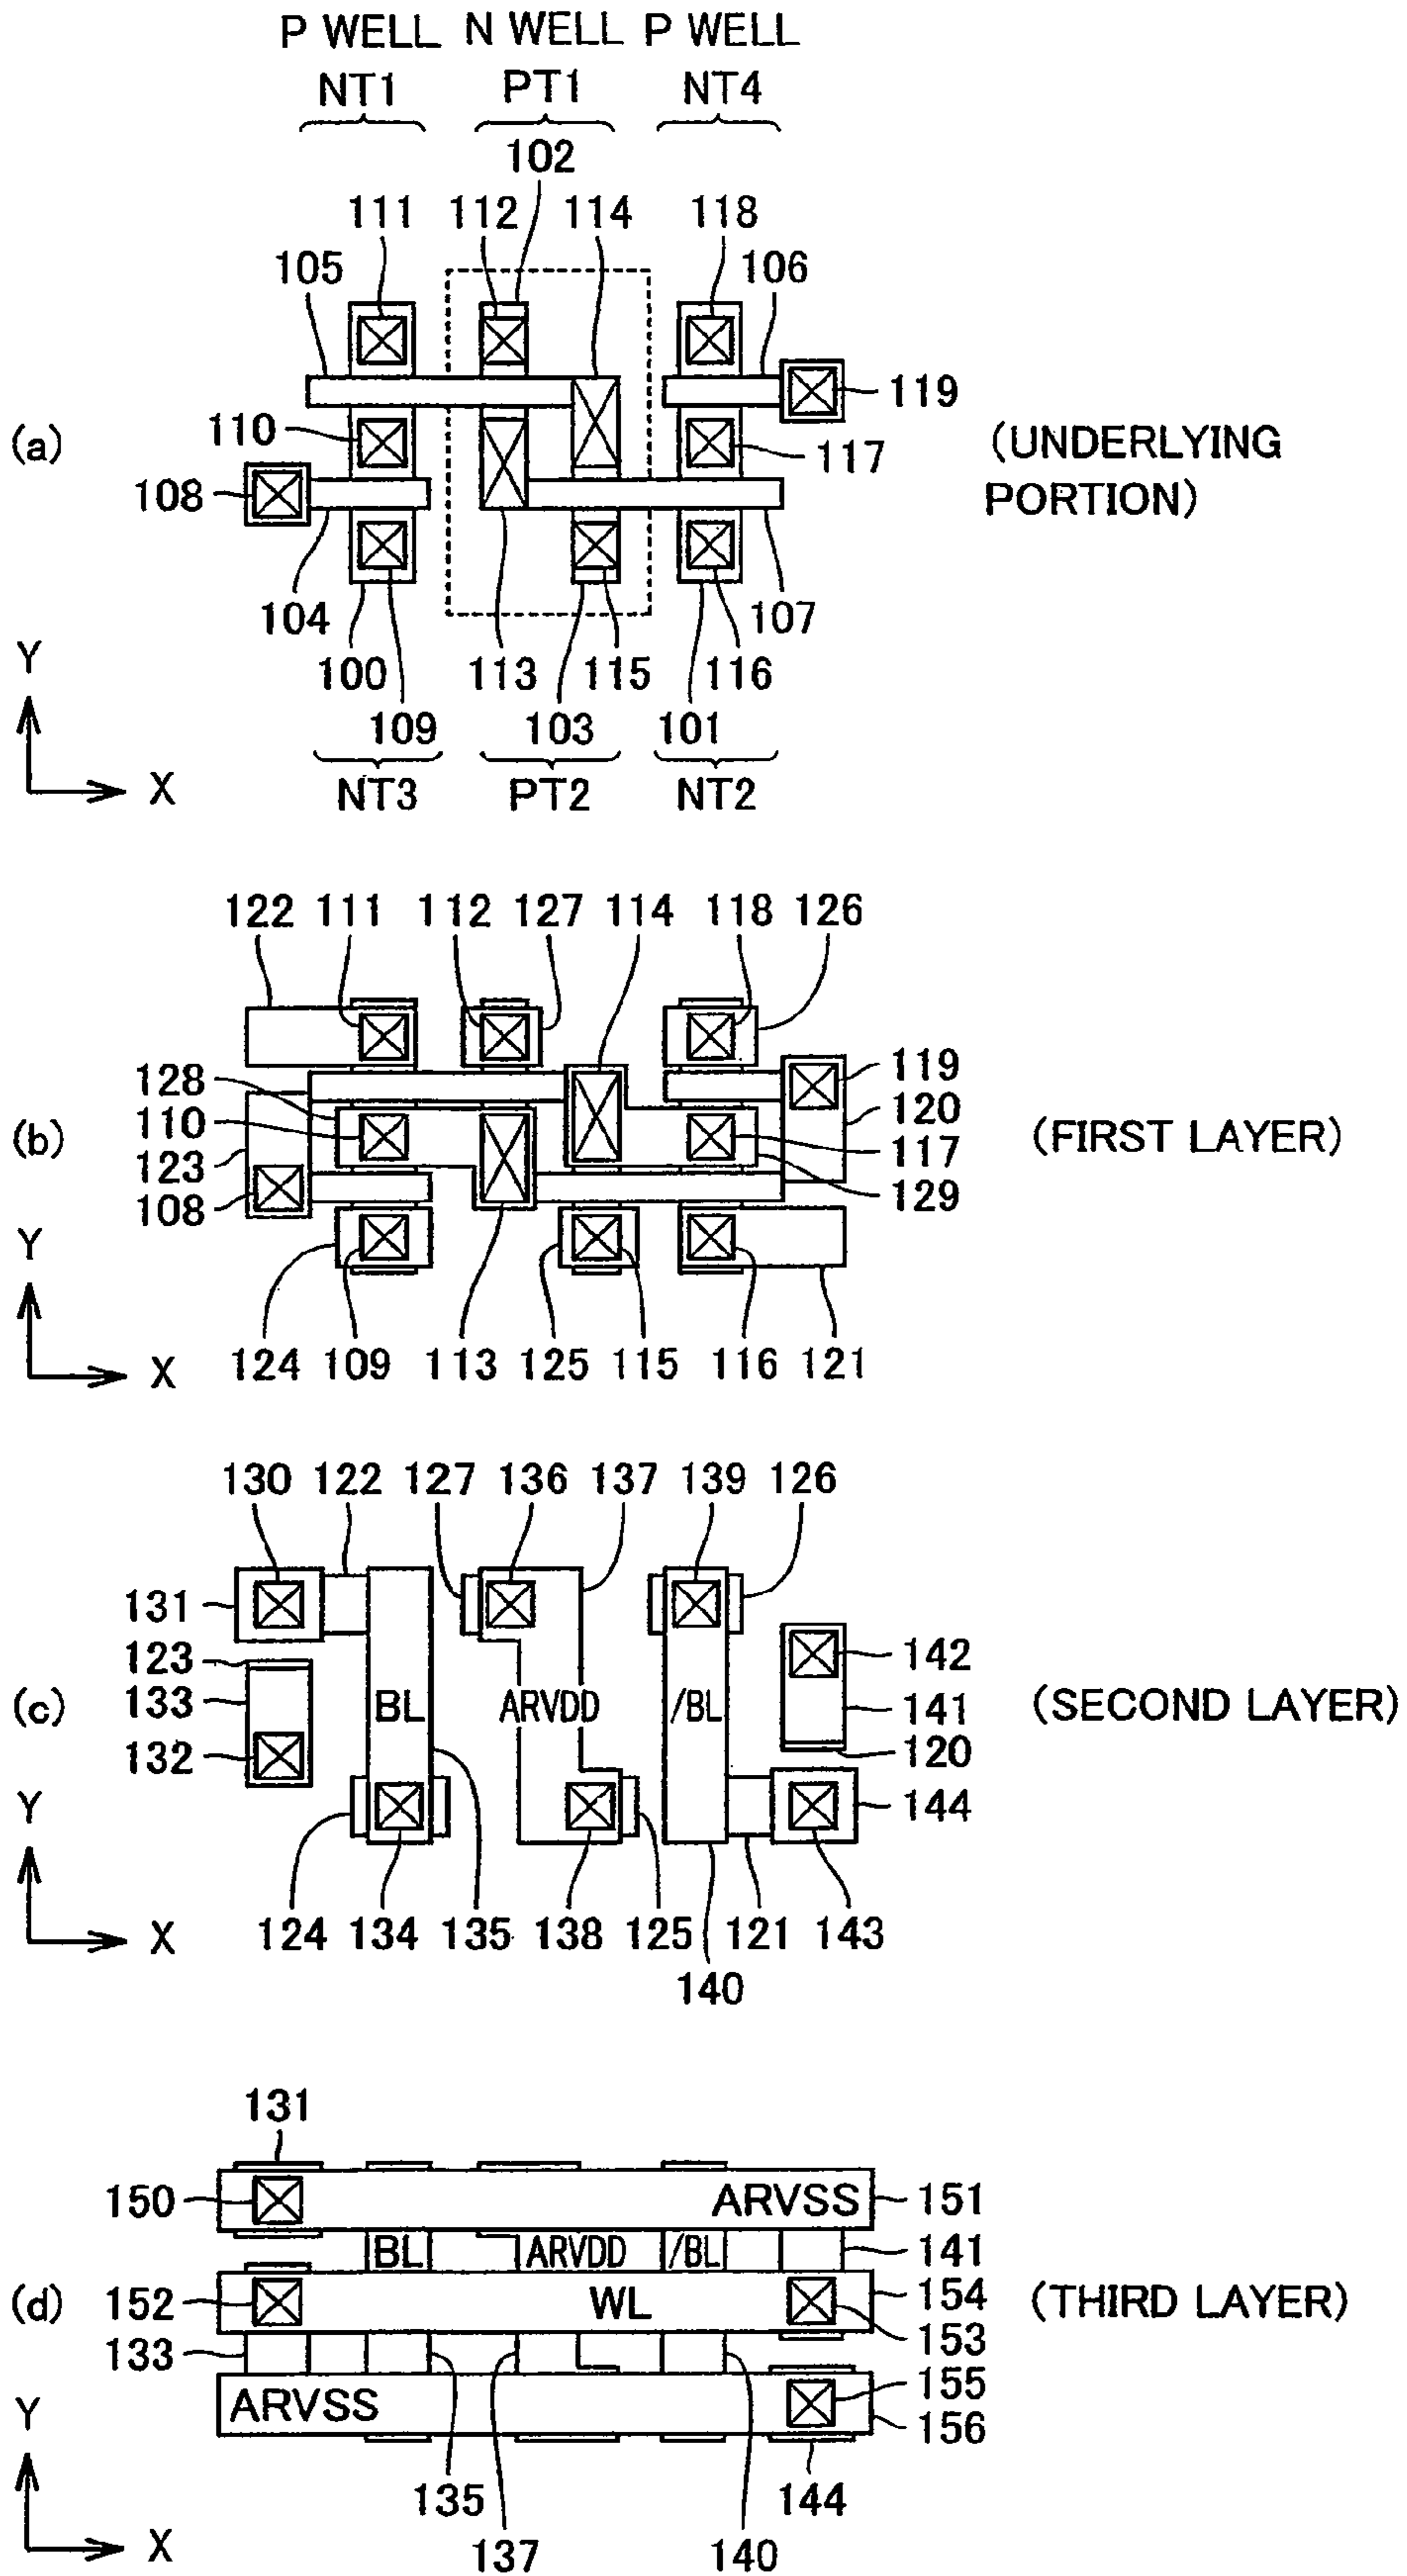 P WELL N WELL P WELL
NT1 PT1 NT4
102
111 112 114 118
105 106
119
(a) 110 117 (UNDERLYING
108 PORTION)
104 107
100 113 115 116
109 103 101
NT3 PT2 NT2
Y
X
122 111 112 127 114 118 126
128 119
110 120
(b) 123 117 (FIRST LAYER)
108 129
124 109 113 125 115 116 121
Y
X
130 122 127 136 137 139 126
131
123 142
(c) 133 BL ARVDD /BL 141 (SECOND LAYER)
132 120
144
124 134 135 138 125 121 143
140
Y
X
131
150 ARVSS 151
BL ARVDD /BL 141
(d) 152 WL 154 (THIRD LAYER)
133 153
155
ARVSS 156
135 144
137 140
Y
X